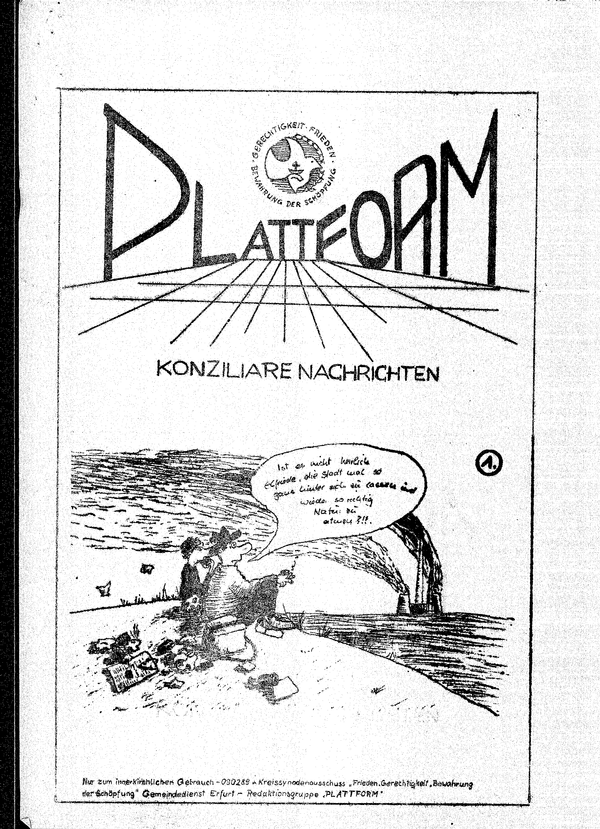 GERECHTIGKEIT · FRIEDEN ·
BEWAHRUNG DER SCHÖPFUNG
PLATTFORM
KONZILIARE NACHRICHTEN
1.
Ist es nicht herrlich
Elfriede, die Stadt mal so
ganz hinter sich zu lassen und
wieder so richtig
Natur zu
atmen ?!!.
Nur zum innerkirchlichen Gebrauch - 090289 - Kreissynodenausschuss „Frieden, Gerechtigkeit, Bewahrung
der Schöpfung" Gemeindedienst Erfurt - Redaktionsgruppe „PLATTFORM"